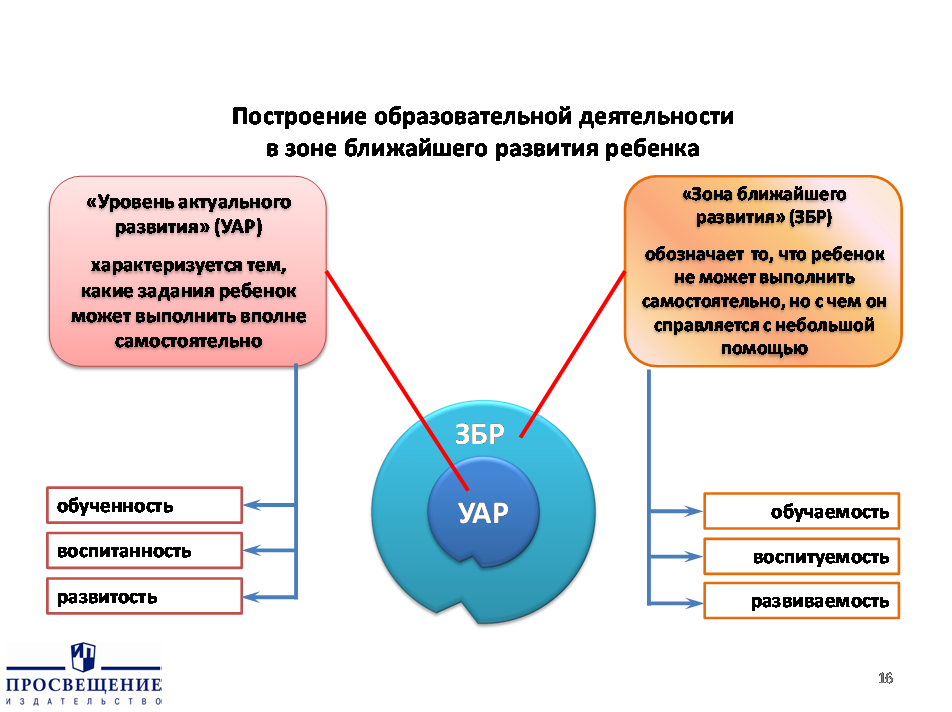 Построение образовательной деятельности
в зоне ближайшего развития ребенка
«Уровень актуального
развития» (УАР)
характеризуется тем,
какие задания ребенок
может выполнить вполне
самостоятельно
«Зона ближайшего
развития» (ЗБР)
обозначает то, что ребенок
не может выполнить
самостоятельно, но с чем он
справляется с небольшой
помощью
ЗБР
УАР
обученность
воспитанность
развитость
обучаемость
воспитуемость
развиваемость
ИП
ПРОСВЕЩЕНИЕ
ИЗДАТЕЛЬСТВО
16